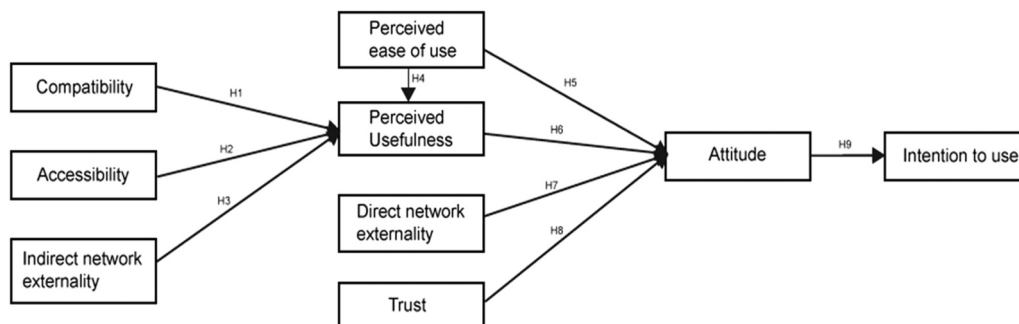 Perceived
ease of use
Compatibility
H1
H4
H5
Perceived
Usefulness
H6
Accessibility
H2
Attitude
H9
Intention to use
H3
H7
Direct network
externality
H8
Indirect network
externality
Trust